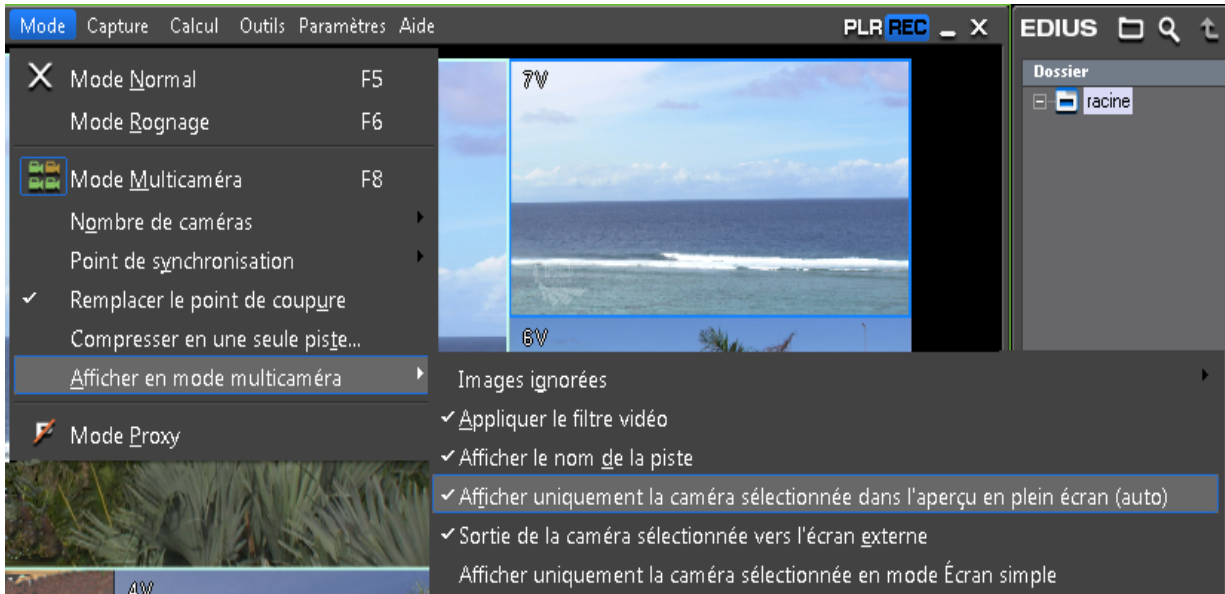 Mode Capture Calcul Outils Paramètres Aide PLR REC EDIUS
Mode Normal F5
Mode Rognage F6
Mode Multicaméra F8
Nombre de caméras
Point de synchronisation
Remplacer le point de coupure
Compresser en une seule piste...
Afficher en mode multicaméra
Mode Proxy
7V
6V
4V
Dossier
racine
Images ignorées
Appliquer le filtre vidéo
Afficher le nom de la piste
Afficher uniquement la caméra sélectionnée dans l'aperçu en plein écran (auto)
Sortie de la caméra sélectionnée vers l'écran externe
Afficher uniquement la caméra sélectionnée en mode Écran simple